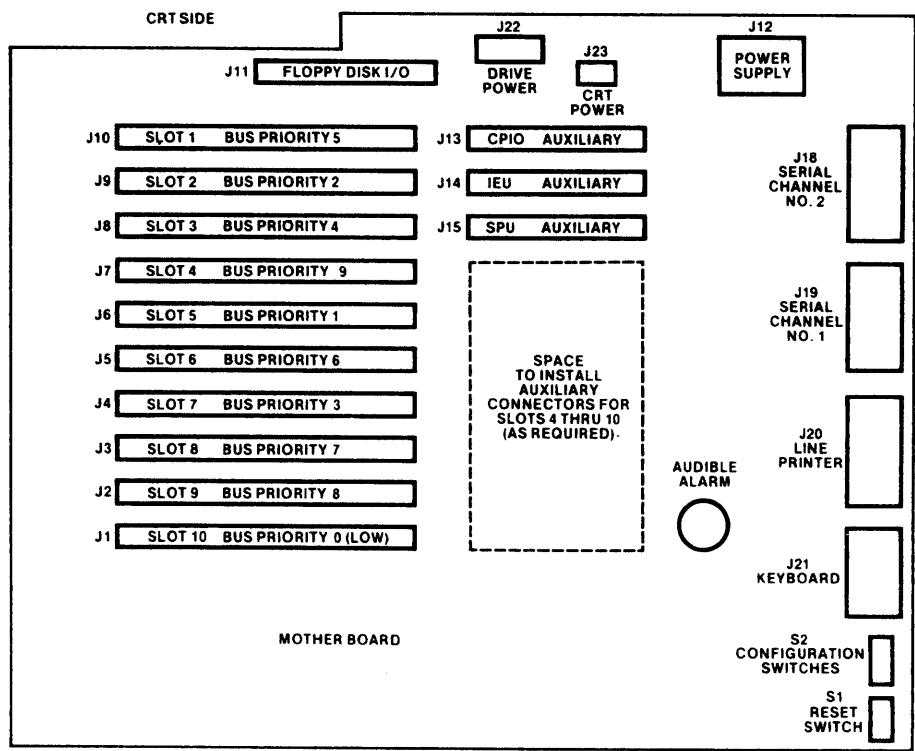 CRT SIDE
J22
J12
J23
J11 FLOPPY DISK I/O
DRIVE
POWER
CRT
POWER
POWER
SUPPLY
J10 SLOT 1 BUS PRIORITY 5
J9 SLOT 2 BUS PRIORITY 2
J8 SLOT 3 BUS PRIORITY 4
J7 SLOT 4 BUS PRIORITY 9
J6 SLOT 5 BUS PRIORITY 1
J5 SLOT 6 BUS PRIORITY 6
J4 SLOT 7 BUS PRIORITY 3
J3 SLOT 8 BUS PRIORITY 7
J2 SLOT 9 BUS PRIORITY 8
J1 SLOT 10 BUS PRIORITY 0 (LOW)
J13 CPIO AUXILIARY
J14 IEU AUXILIARY
J15 SPU AUXILIARY
SPACE
TO INSTALL
AUXILIARY
CONNECTORS FOR
SLOTS 4 THRU 10
(AS REQUIRED).
AUDIBLE
ALARM
J18
SERIAL
CHANNEL
NO. 2
J19
SERIAL
CHANNEL
NO. 1
J20
LINE
PRINTER
J21
KEYBOARD
S2
CONFIGURATION
SWITCHES
S1
RESET
SWITCH
MOTHER BOARD